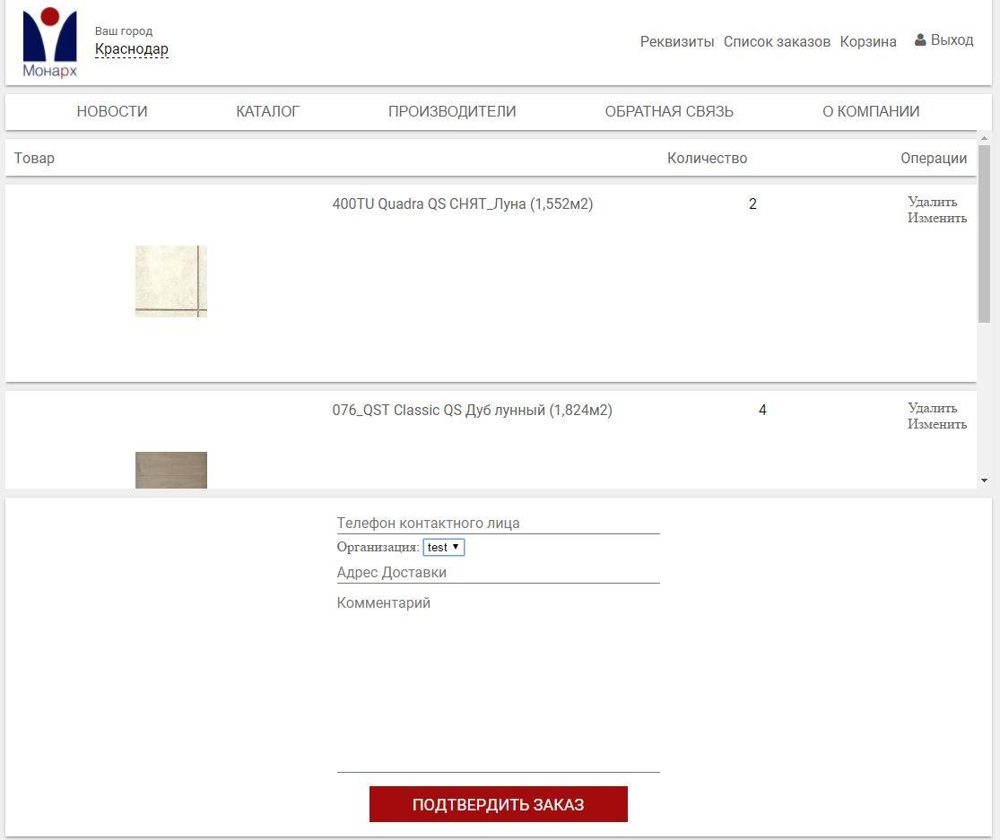 Монарх
Ваш город
Краснодар
Реквизиты Список заказов Корзина Выход
НОВОСТИ КАТАЛОГ ПРОИЗВОДИТЕЛИ ОБРАТНАЯ СВЯЗЬ О КОМПАНИИ
Товар Количество Операции
400TU Quadra QS СНЯТ_Луна (1,552м2) 2 Удалить
Изменить
076_QST Classic QS Дуб лунный (1,824м2) 4 Удалить
Изменить
Телефон контактного лица
Организация: test
Адрес Доставки
Комментарий
ПОДТВЕРДИТЬ ЗАКАЗ